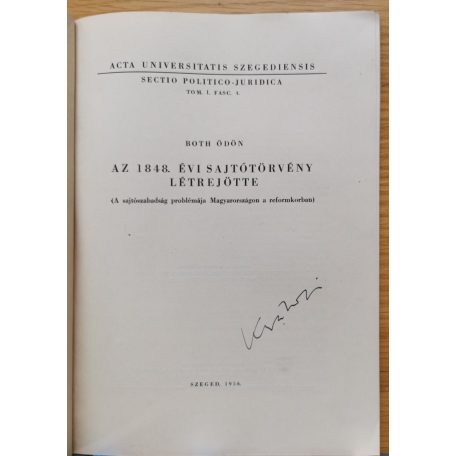 ACTA UNIVERSITATIS SZEGEDIENSIS
SECTIO POLITICO-JURIDICA
TOM. I. FASC. 4.
BOTH ÖDÖN
AZ 1848. ÉVI SAJTÓTÖRVÉNY
LÉTREJÖTTE
(A sajtószabadság problémája Magyarországon a reformkorban)
SZEGED, 1956.